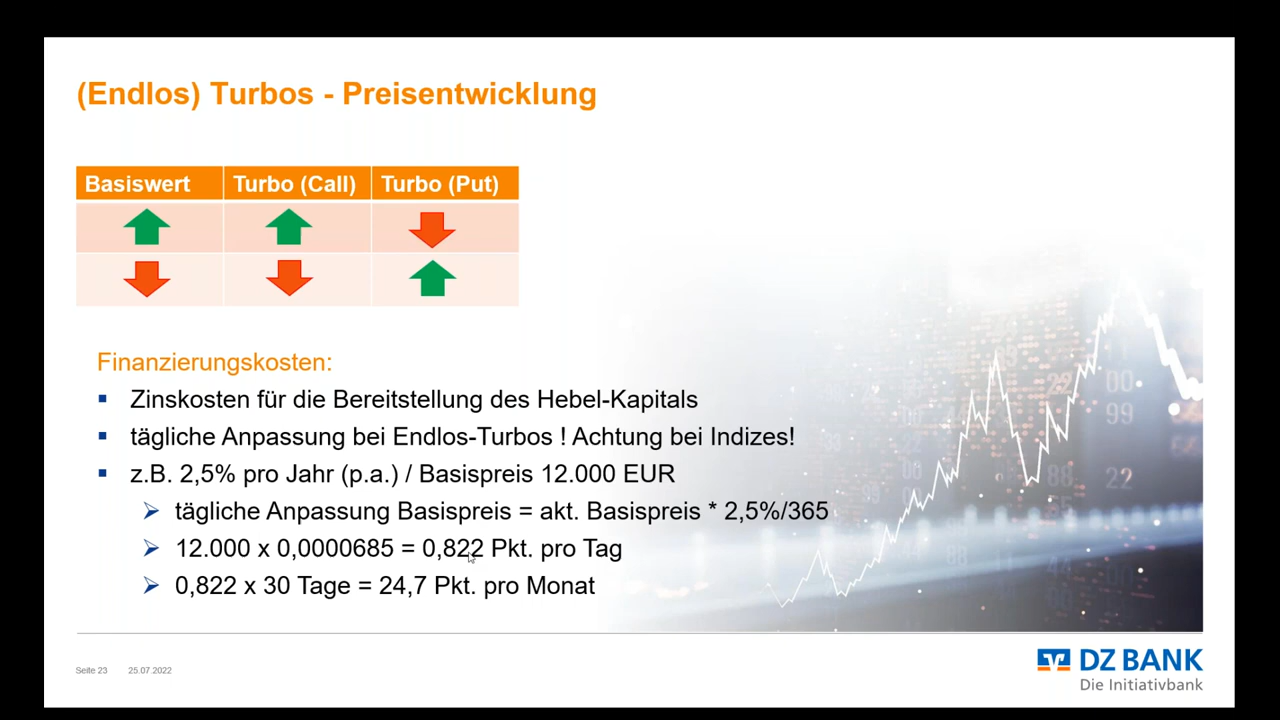 (Endlos) Turbos - Preisentwicklung
Basiswert Turbo (Call) Turbo (Put)
Finanzierungskosten:
Zinskosten für die Bereitstellung des Hebel-Kapitals
tägliche Anpassung bei Endlos-Turbos ! Achtung bei Indizes!
z.B. 2,5% pro Jahr (p.a.) / Basispreis 12.000 EUR
tägliche Anpassung Basispreis = akt. Basispreis * 2,5%/365
12.000 x 0,0000685 = 0,822 Pkt. pro Tag
0,822 x 30 Tage = 24,7 Pkt. pro Monat
Seite 23 25.07.2022
DZ BANK
Die Initiativbank